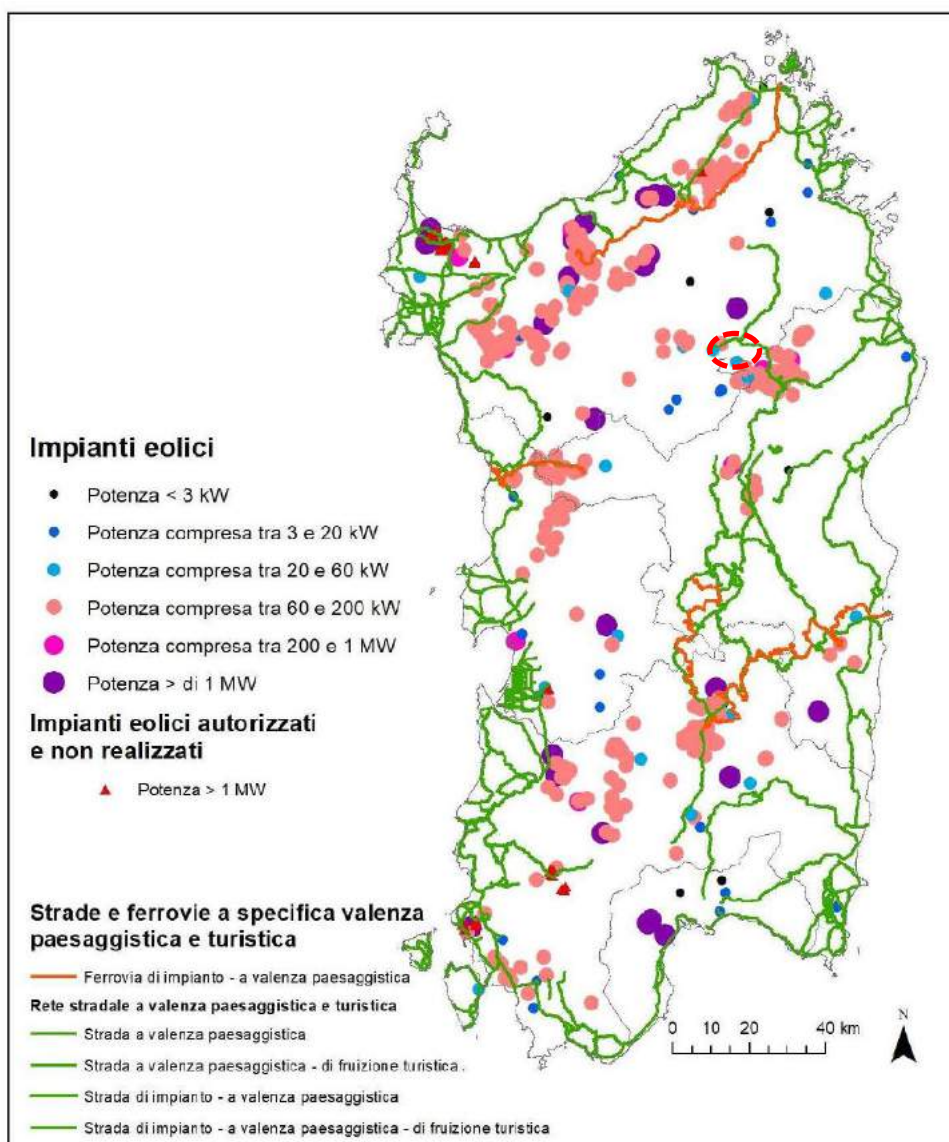 Impianti eolici
Potenza < 3 kW
Potenza compresa tra 3 e 20 kW
Potenza compresa tra 20 e 60 kW
Potenza compresa tra 60 e 200 kW
Potenza compresa tra 200 e 1 MW
Potenza > di 1 MW
Impianti eolici autorizzati
e non realizzati
Potenza > 1 MW
Strade e ferrovie a specifica valenza
paesaggistica e turistica
Ferrovia di impianto - a valenza paesaggistica
Rete stradale a valenza paesaggistica e turistica
Strada a valenza paesaggistica
Strada a valenza paesaggistica - di fruizione turistica.
Strada di impianto - a valenza paesaggistica
Strada di impianto - a valenza paesaggistica - di fruizione turistica
0 10 20 40 km
N